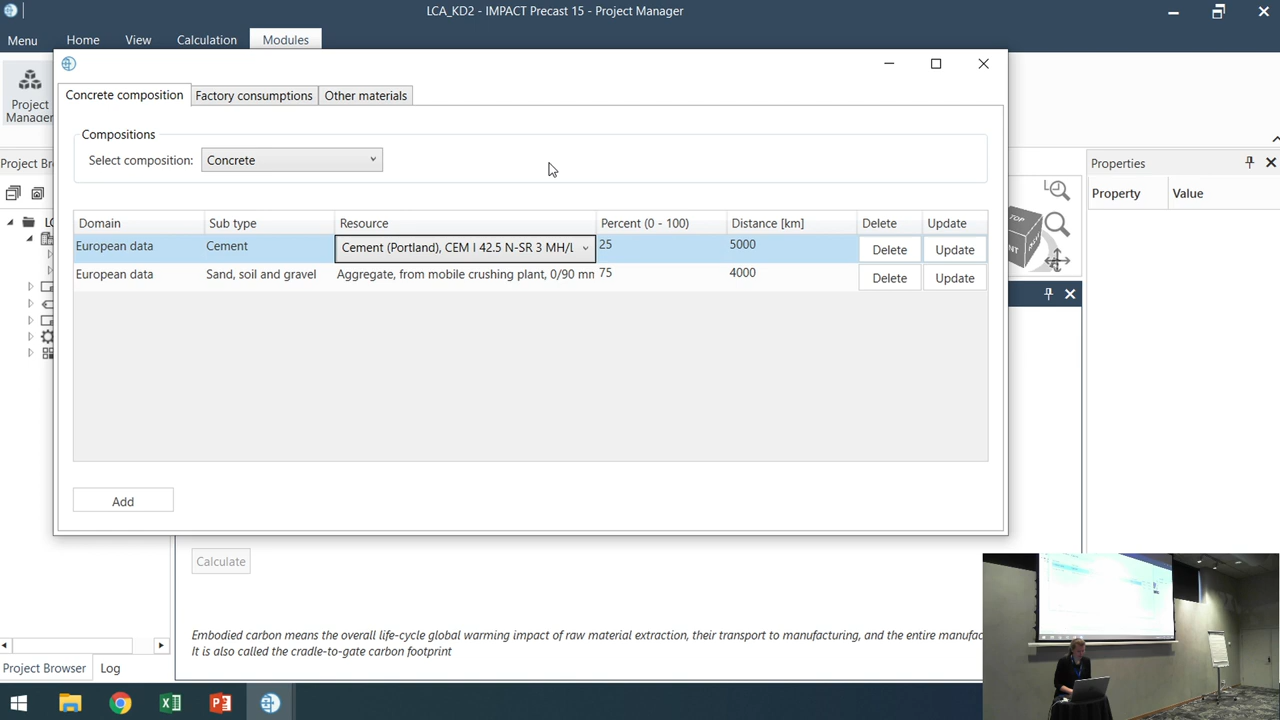 LCA_KD2 - IMPACT Precast 15 - Project Manager
Menu
Home
View
Calculation
Modules
Project
Manager
Concrete composition
Factory consumptions
Other materials
Compositions
Select composition:
Concrete
Project Br
Properties
Property
Value
LC
TOP
Domain
Sub type
Resource
Percent (0 - 100)
Distance [km]
Delete
Update
European data
Cement
Cement (Portland), CEM I 42.5 N-SR 3 MH/L
25
5000
Delete
Update
European data
Sand, soil and gravel
Aggregate, from mobile crushing plant, 0/90 mn
75
4000
Delete
Update
Add
Calculate
Embodied carbon means the overall life-cycle global warming impact of raw material extraction, their transport to manufacturing, and the entire manufac
It is also called the cradle-to-gate carbon footprint
Project Browser
Log